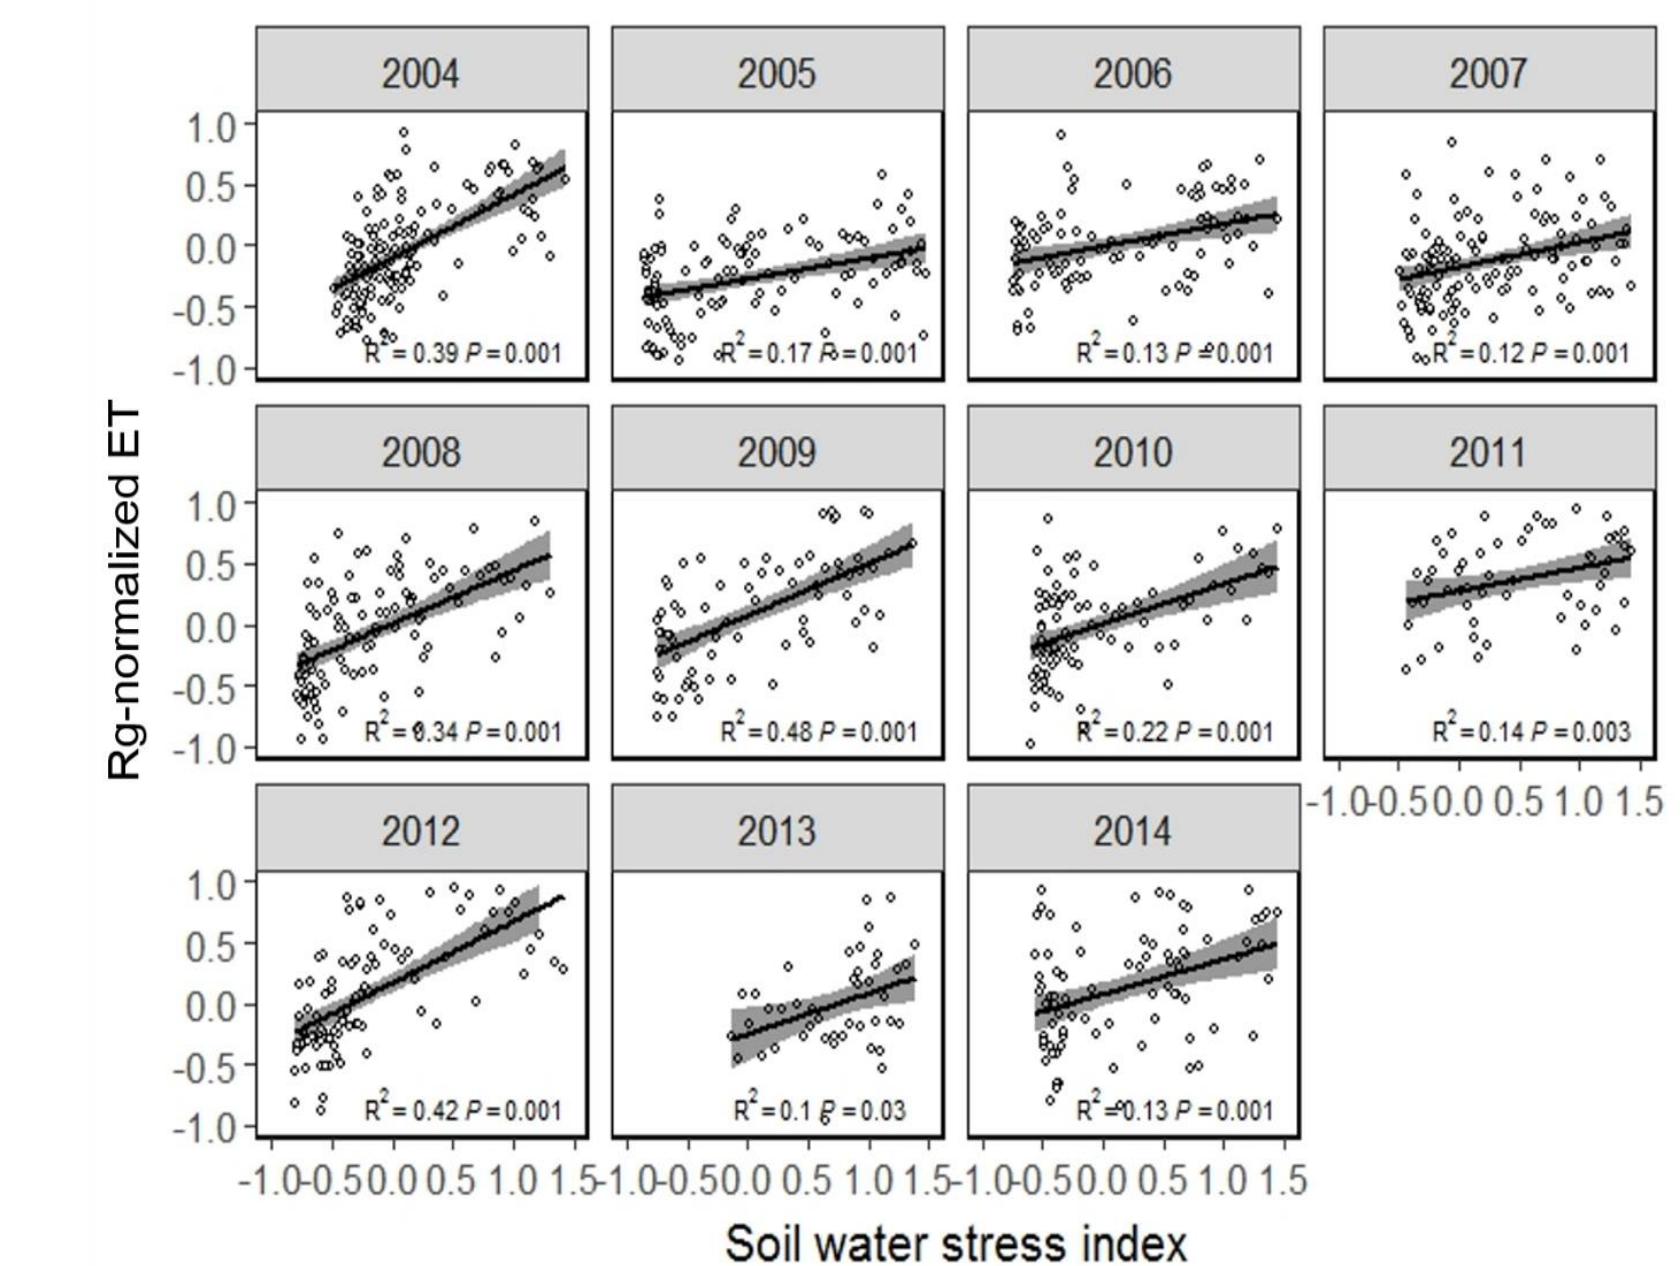 2004 2005 2006 2007
1.0
0.5
0.0
-0.5
-1.0
R2 = 0.39 P = 0.001 R2 = 0.17 P = 0.001 R2 = 0.13 P = 0.001 R2 = 0.12 P = 0.001
Rg-normalized ET
2008 2009 2010 2011
1.0
0.5
0.0
-0.5
-1.0
R2 = 0.34 P = 0.001 R2 = 0.48 P = 0.001 R2 = 0.22 P = 0.001 R2 = 0.14 P = 0.003
-1.0 -0.5 0.0 0.5 1.0 1.5
2012 2013 2014
1.0
0.5
0.0
-0.5
-1.0
R2 = 0.42 P = 0.001 R2 = 0.1 P = 0.03 R2 = 0.13 P = 0.001
-1.0 -0.5 0.0 0.5 1.0 1.5 -1.0 -0.5 0.0 0.5 1.0 1.5 -1.0 -0.5 0.0 0.5 1.0 1.5
Soil water stress index